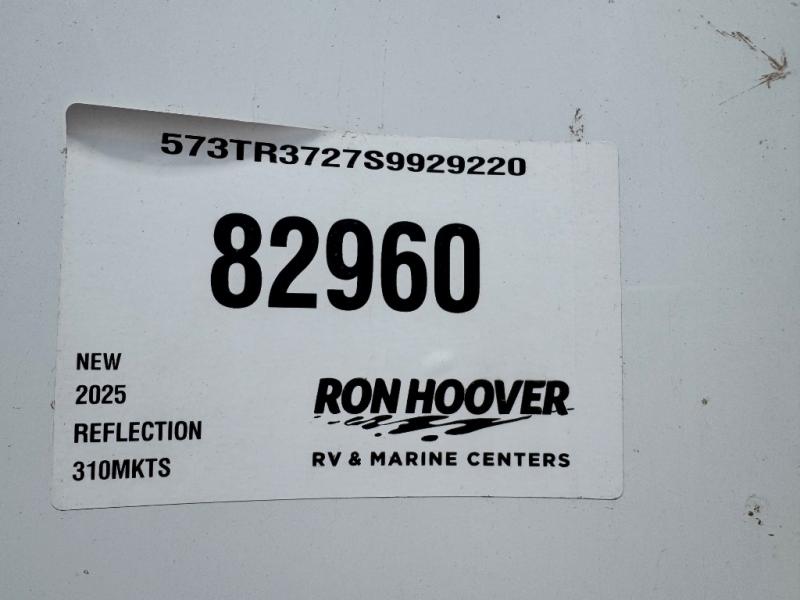 573TR3727S9929220
82960
NEW
2025
REFLECTION
310MKTS
RON HOOVER
RV & MARINE CENTERS